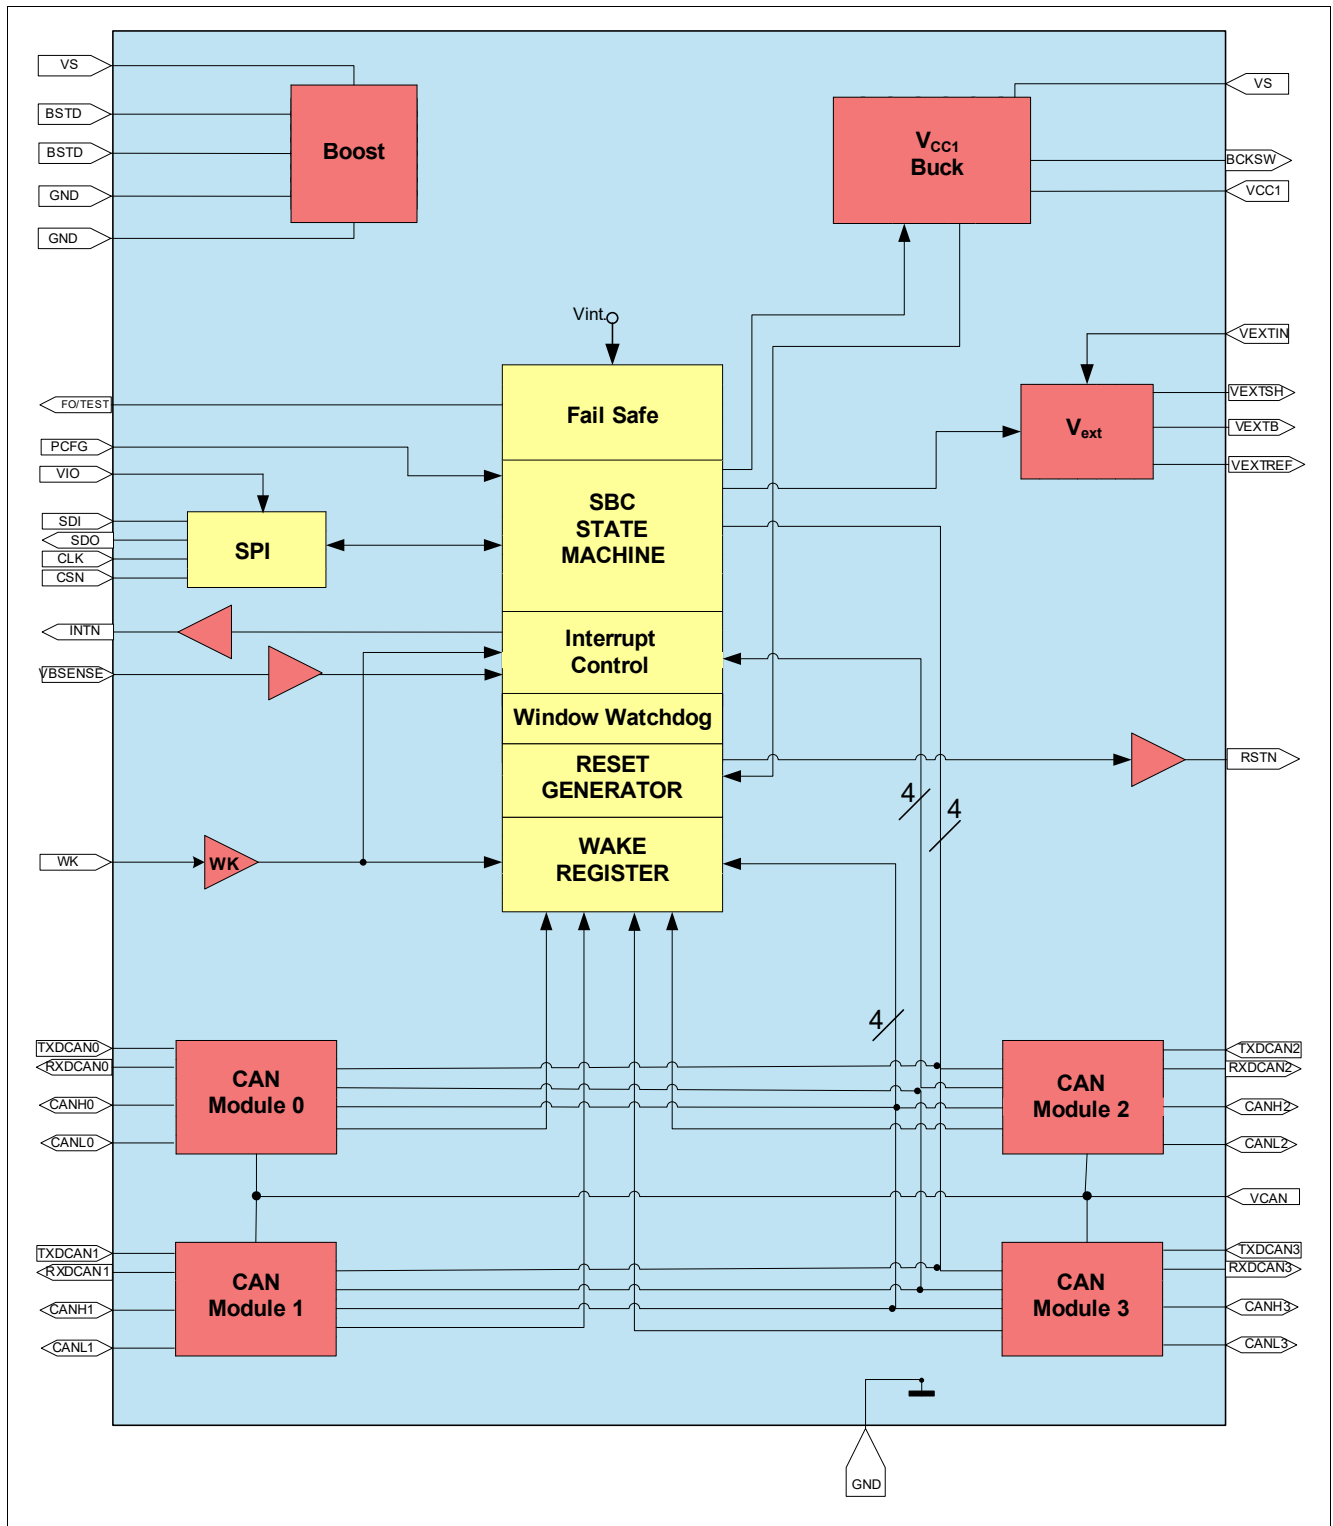 VS
BSTD
BSTD
GND
GND
Boost
VCC1
Buck
VS
BCKSW
VCC1
Vint.
VEXTIN
VEXTSH
VEXTB
VEXTREF
Vext
FO/TEST
PCFG
VIO
SDI
SDO
CLK
CSN
SPI
INTN
VBSENSE
Fail Safe
SBC
STATE
MACHINE
Interrupt
Control
Window Watchdog
RESET
GENERATOR
WAKE
REGISTER
RSTN
4
4
WK
WK
4
TXDCAN0
RXDCAN0
CANH0
CANL0
CAN
Module 0
CAN
Module 2
TXDCAN2
RXDCAN2
CANH2
CANL2
VCAN
TXDCAN1
RXDCAN1
CANH1
CANL1
CAN
Module 1
CAN
Module 3
TXDCAN3
RXDCAN3
CANH3
CANL3
GND